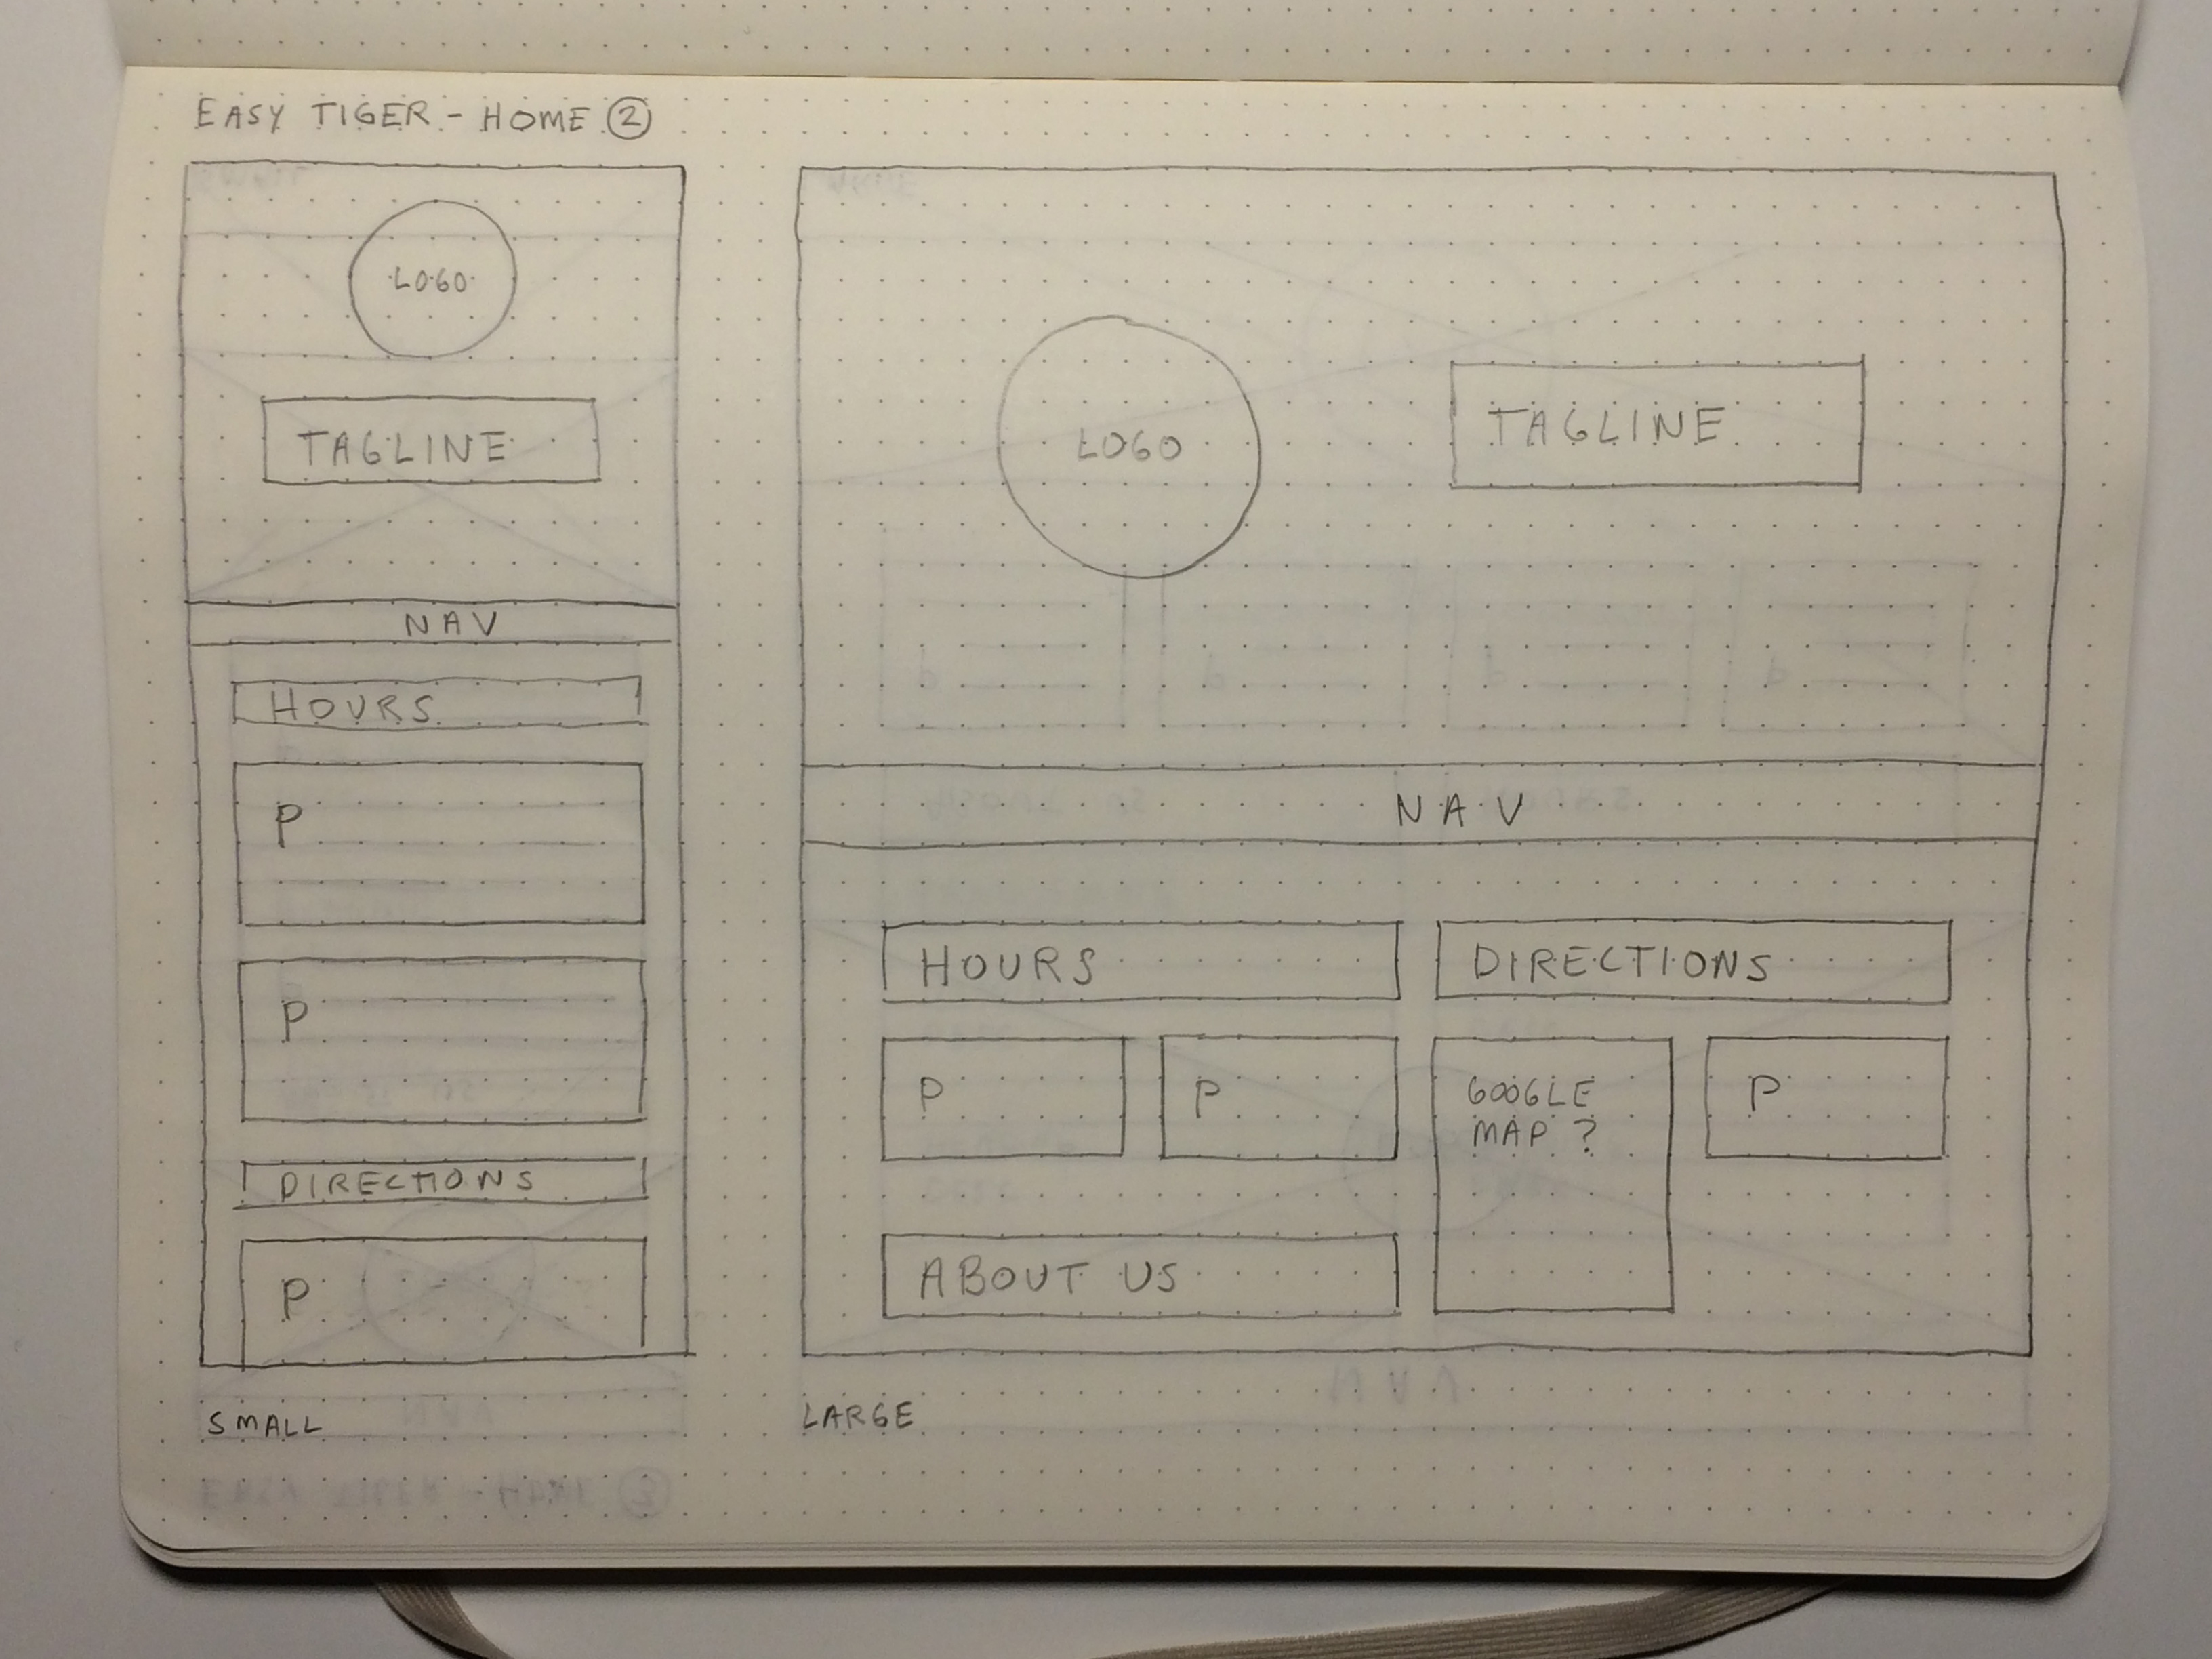 EASY TIGER - HOME ②
LOGO
TAGLINE
NAV
HOURS
P
P
DIRECTIONS
P
SMALL
LOGO
TAGLINE
NAV
HOURS
DIRECTIONS
P
P
GOOGLE
MAP ?
P
ABOUT US
LARGE